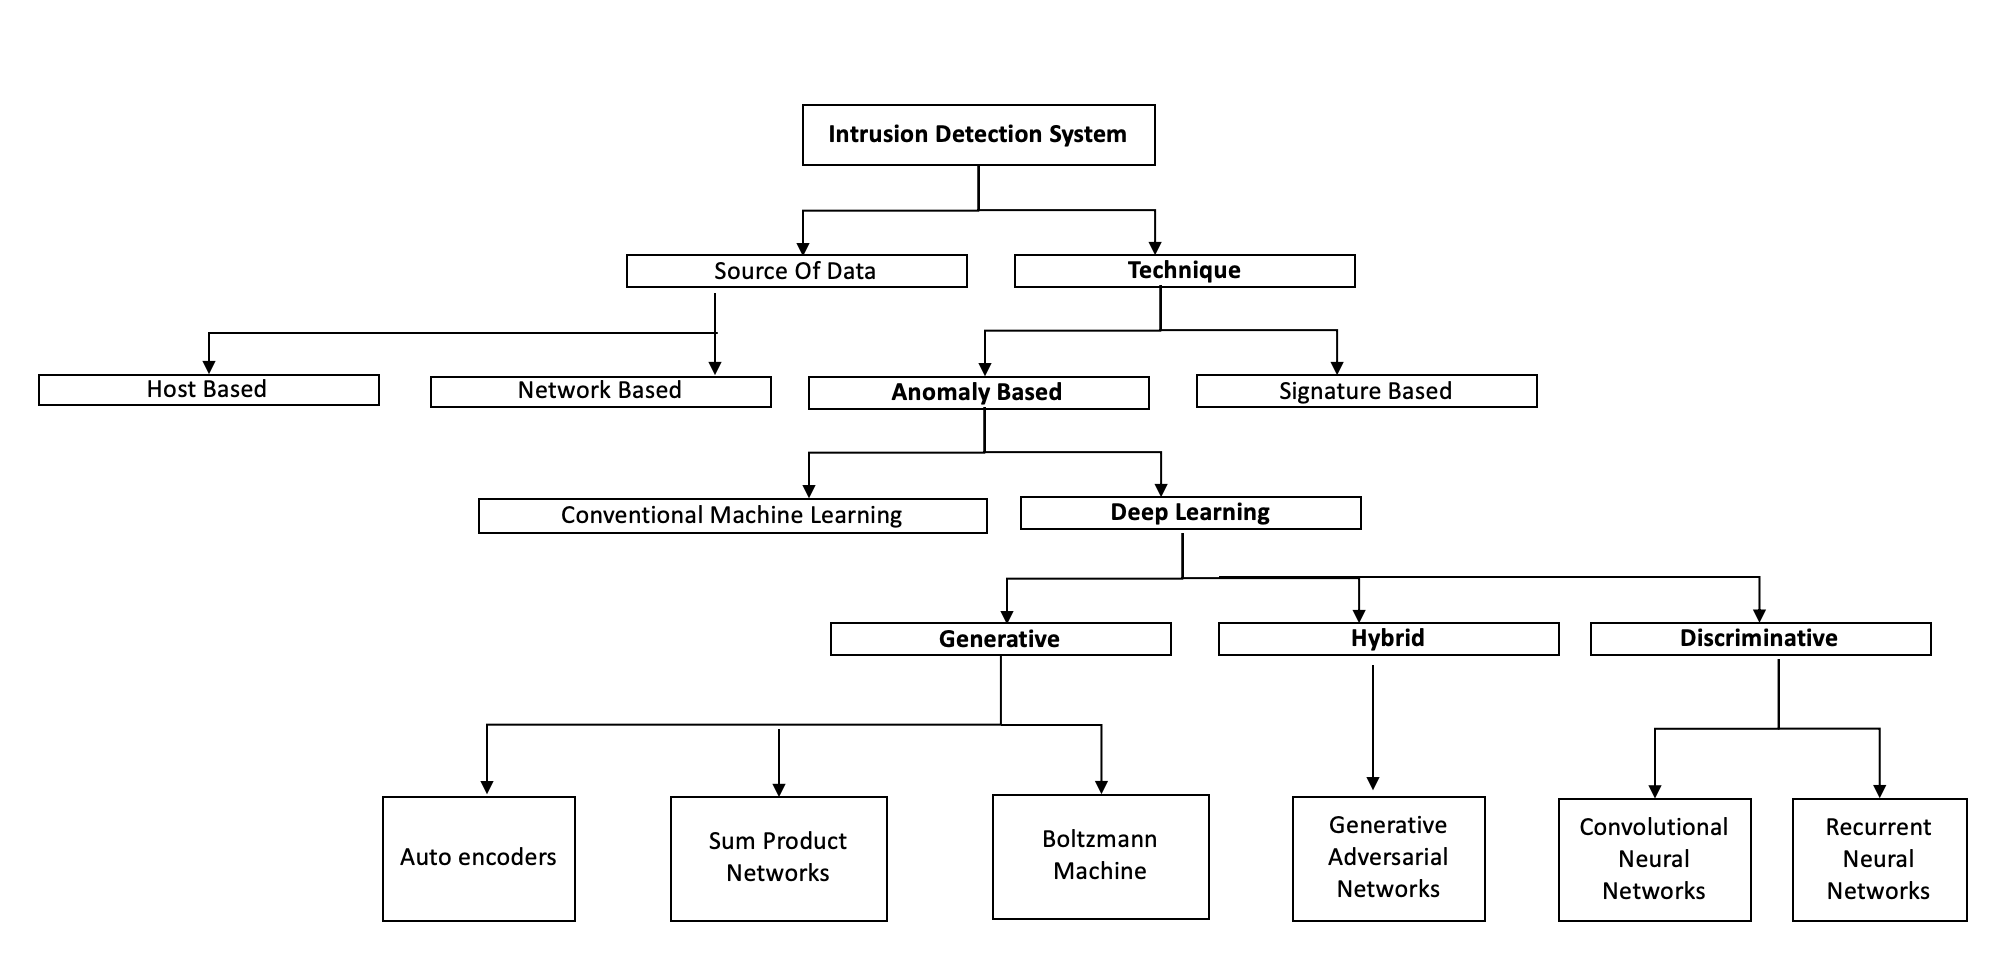 Intrusion Detection System
Source Of Data
Technique
Host Based
Network Based
Anomaly Based
Signature Based
Conventional Machine Learning
Deep Learning
Generative
Hybrid
Discriminative
Auto encoders
Sum Product
Networks
Boltzmann
Machine
Generative
Adversarial
Networks
Convolutional
Neural
Networks
Recurrent
Neural
Networks